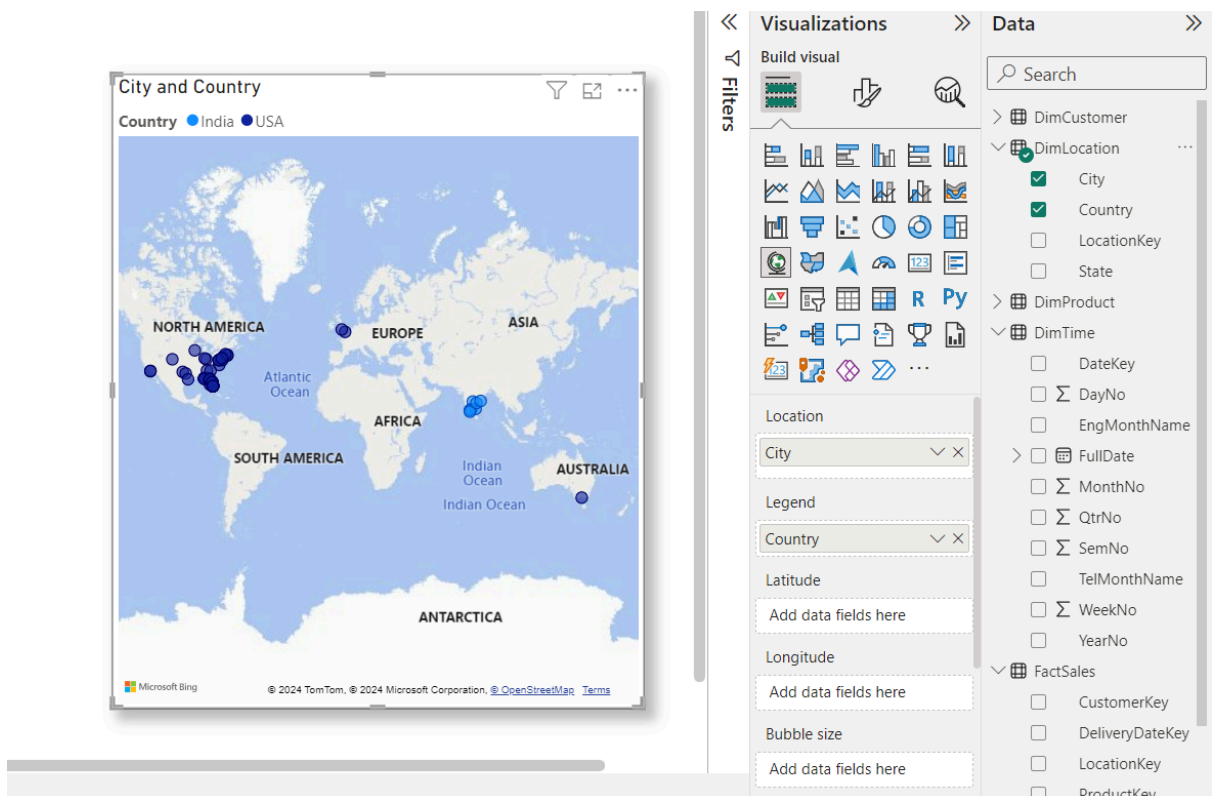 City and Country
Country India USA
NORTH AMERICA
EUROPE
ASIA
Atlantic
Ocean
AFRICA
SOUTH AMERICA
Indian
Ocean
AUSTRALIA
Indian Ocean
ANTARCTICA
Microsoft Bing
© 2024 TomTom, © 2024 Microsoft Corporation, © OpenStreetMap Terms
Filters
Visualizations
Build visual
123
R
Py
123
Location
City
Legend
Country
Latitude
Add data fields here
Longitude
Add data fields here
Bubble size
Add data fields here
Data
Search
DimCustomer
DimLocation
City
Country
LocationKey
State
DimProduct
DimTime
DateKey
DayNo
EngMonthName
FullDate
MonthNo
QtrNo
SemNo
TelMonthName
WeekNo
YearNo
FactSales
CustomerKey
DeliveryDateKey
LocationKey
ProductKey